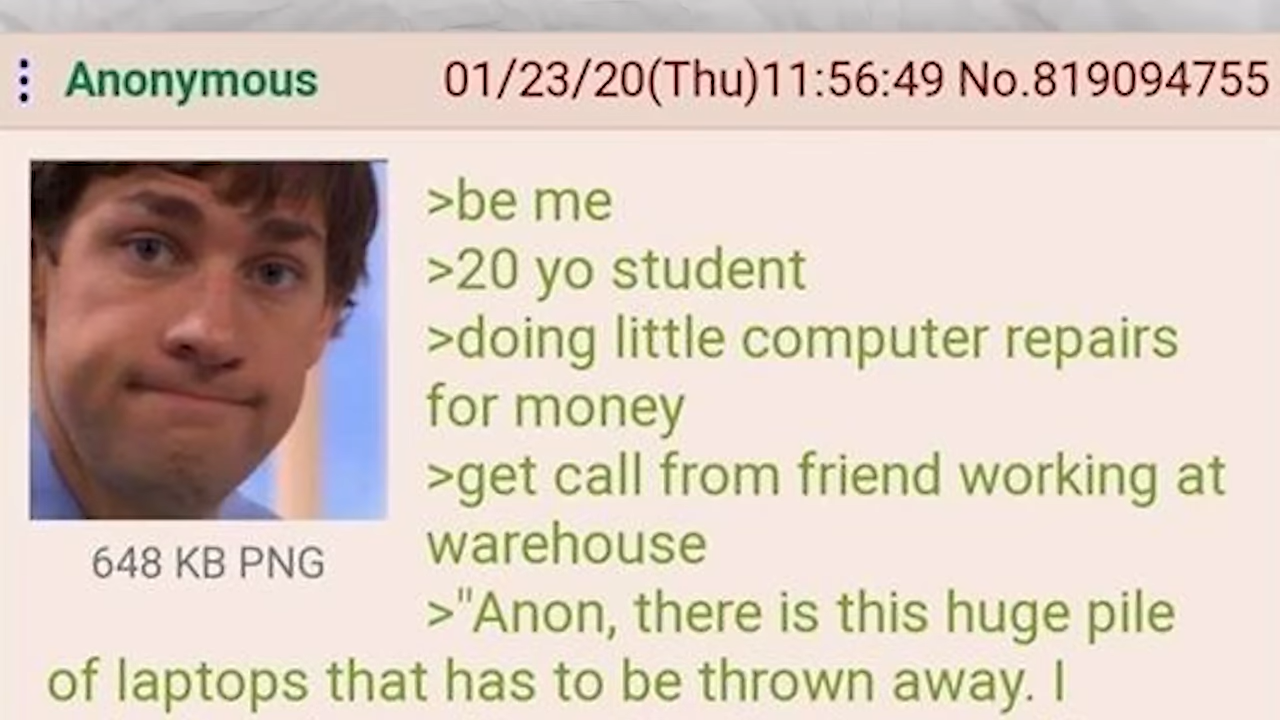 Anonymous 01/23/20(Thu)11:56:49 No.819094755
>be me
>20 yo student
>doing little computer repairs
for money
>get call from friend working at
warehouse
648 KB PNG
>"Anon, there is this huge pile
of laptops that has to be thrown away. I